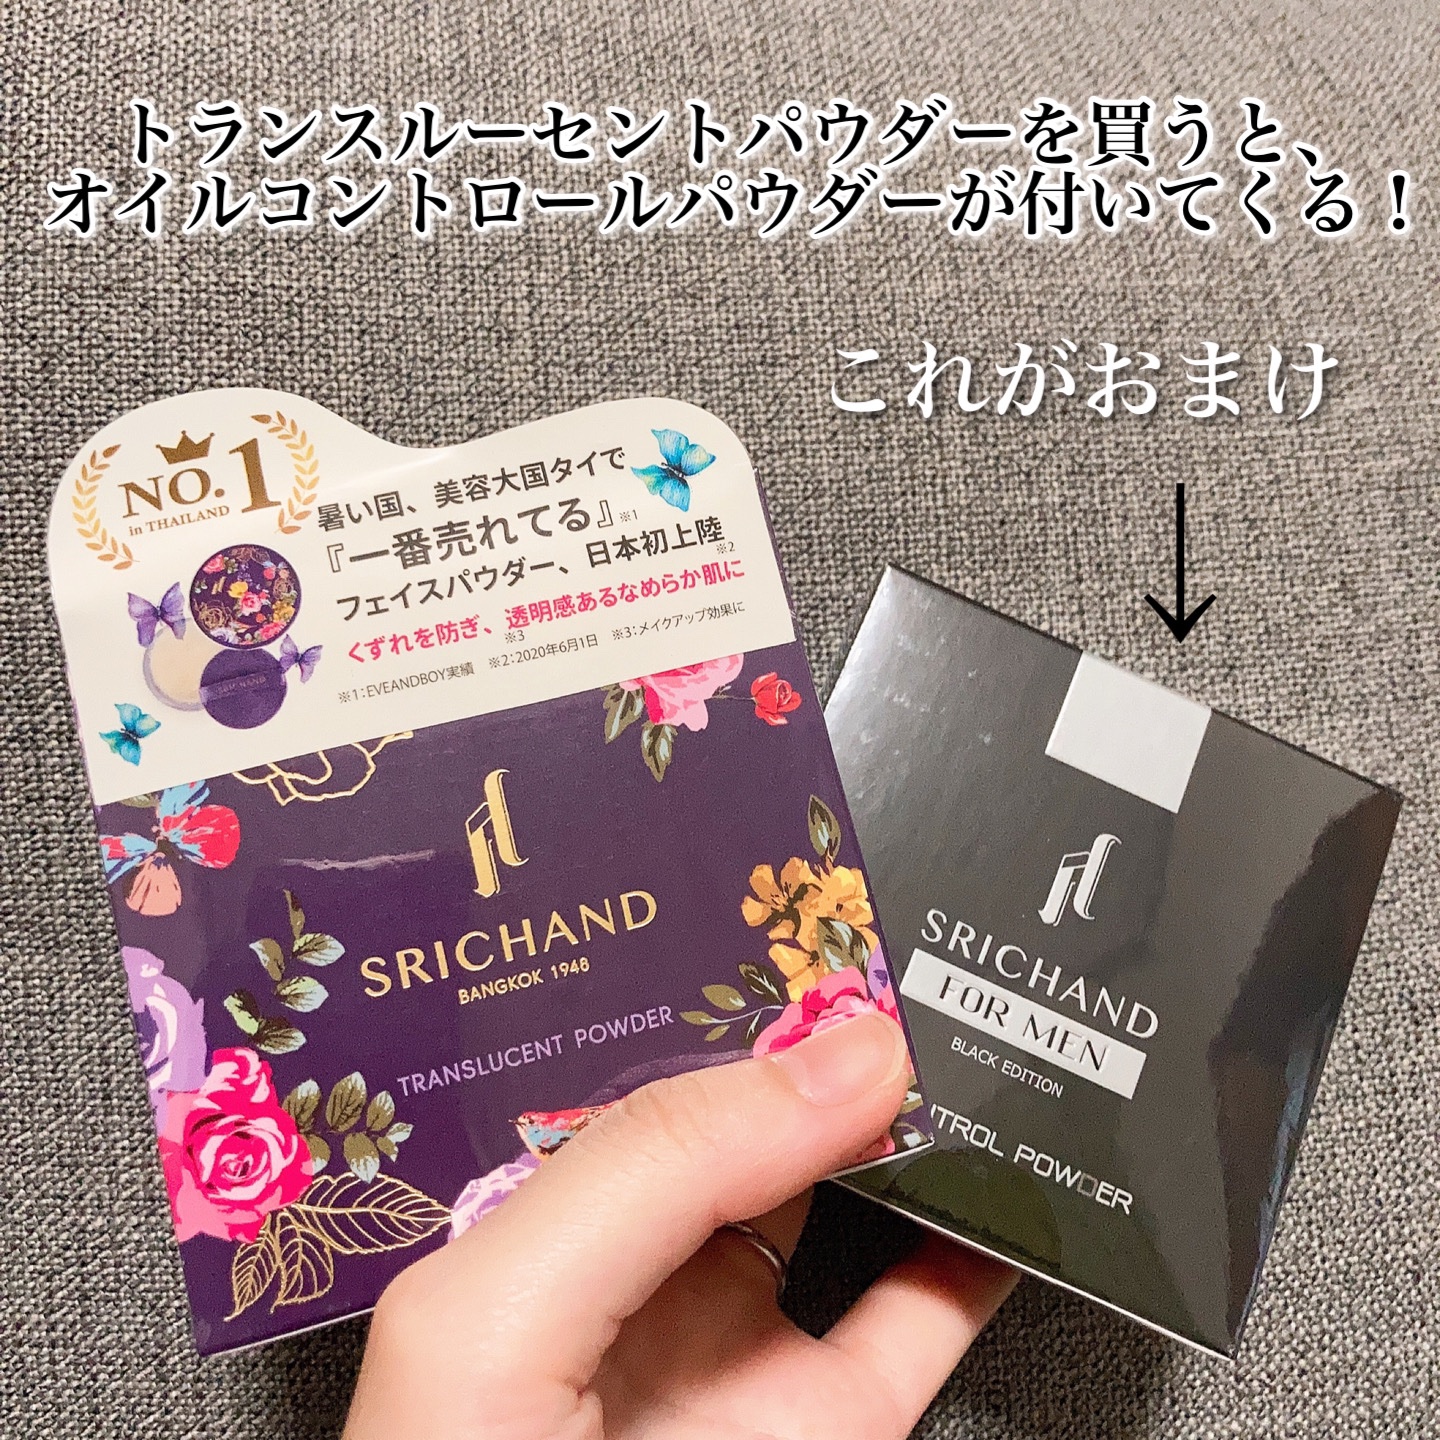 トランスルーセントパウダーを買うと、
オイルコントロールパウダーが付いてくる！
これがおまけ
NO.1
in THAILAND
暑い国、美容大国タイで
『一番売れてる』※1
フェイスパウダー、日本初上陸※2
くずれを防ぎ、透明感あるなめらか肌に
※3
※1：EVEANDBOY実績 ※2：2020年6月1日 ※3：メイクアップ効果に
SRICHAND
BANGKOK 1948
TRANSLUCENT POWDER
SRICHAND
FOR MEN
BLACK EDITION
NTROL POWDER